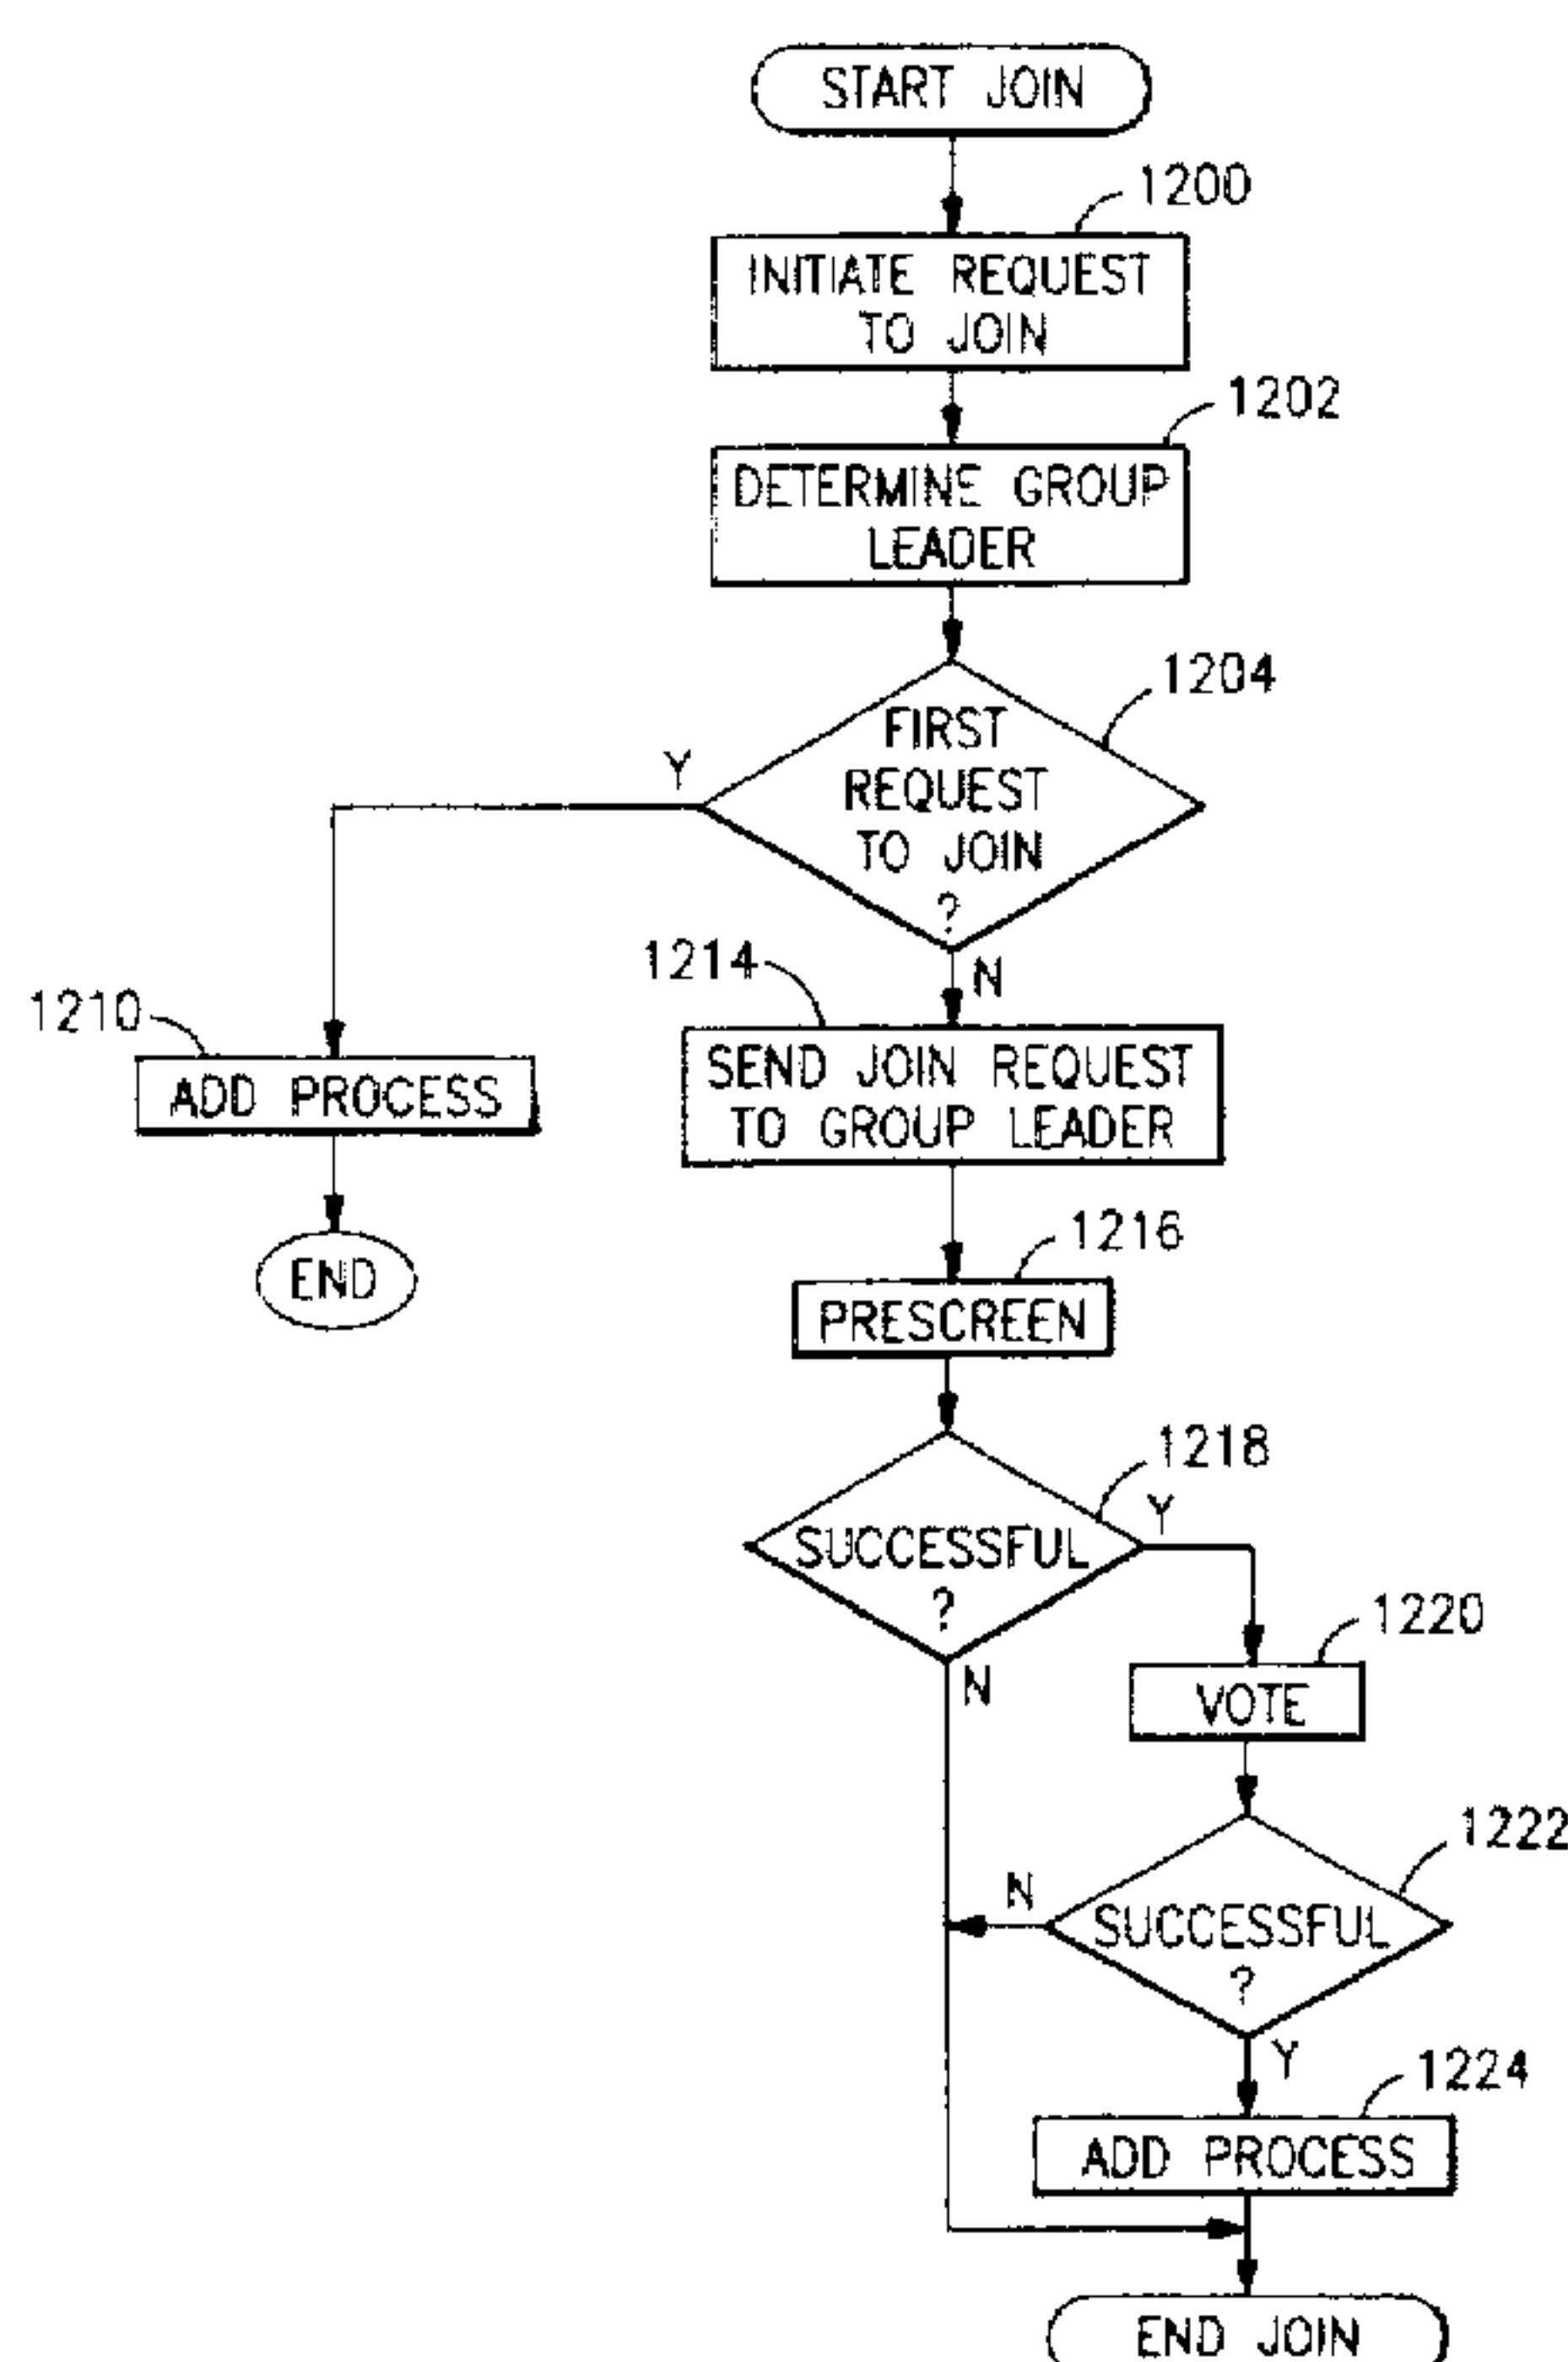 START JOIN
1200
INITIATE REQUEST
TO JOIN
1202
DETERMINE GROUP
LEADER
1204
FIRST
REQUEST
TO JOIN
?
Y
N
1210
ADD PROCESS
END
1214
SEND JOIN REQUEST
TO GROUP LEADER
1216
PRESCREEN
1218
SUCCESSFUL
?
Y
N
1220
VOTE
1222
SUCCESSFUL
?
N
Y
1224
ADD PROCESS
END JOIN